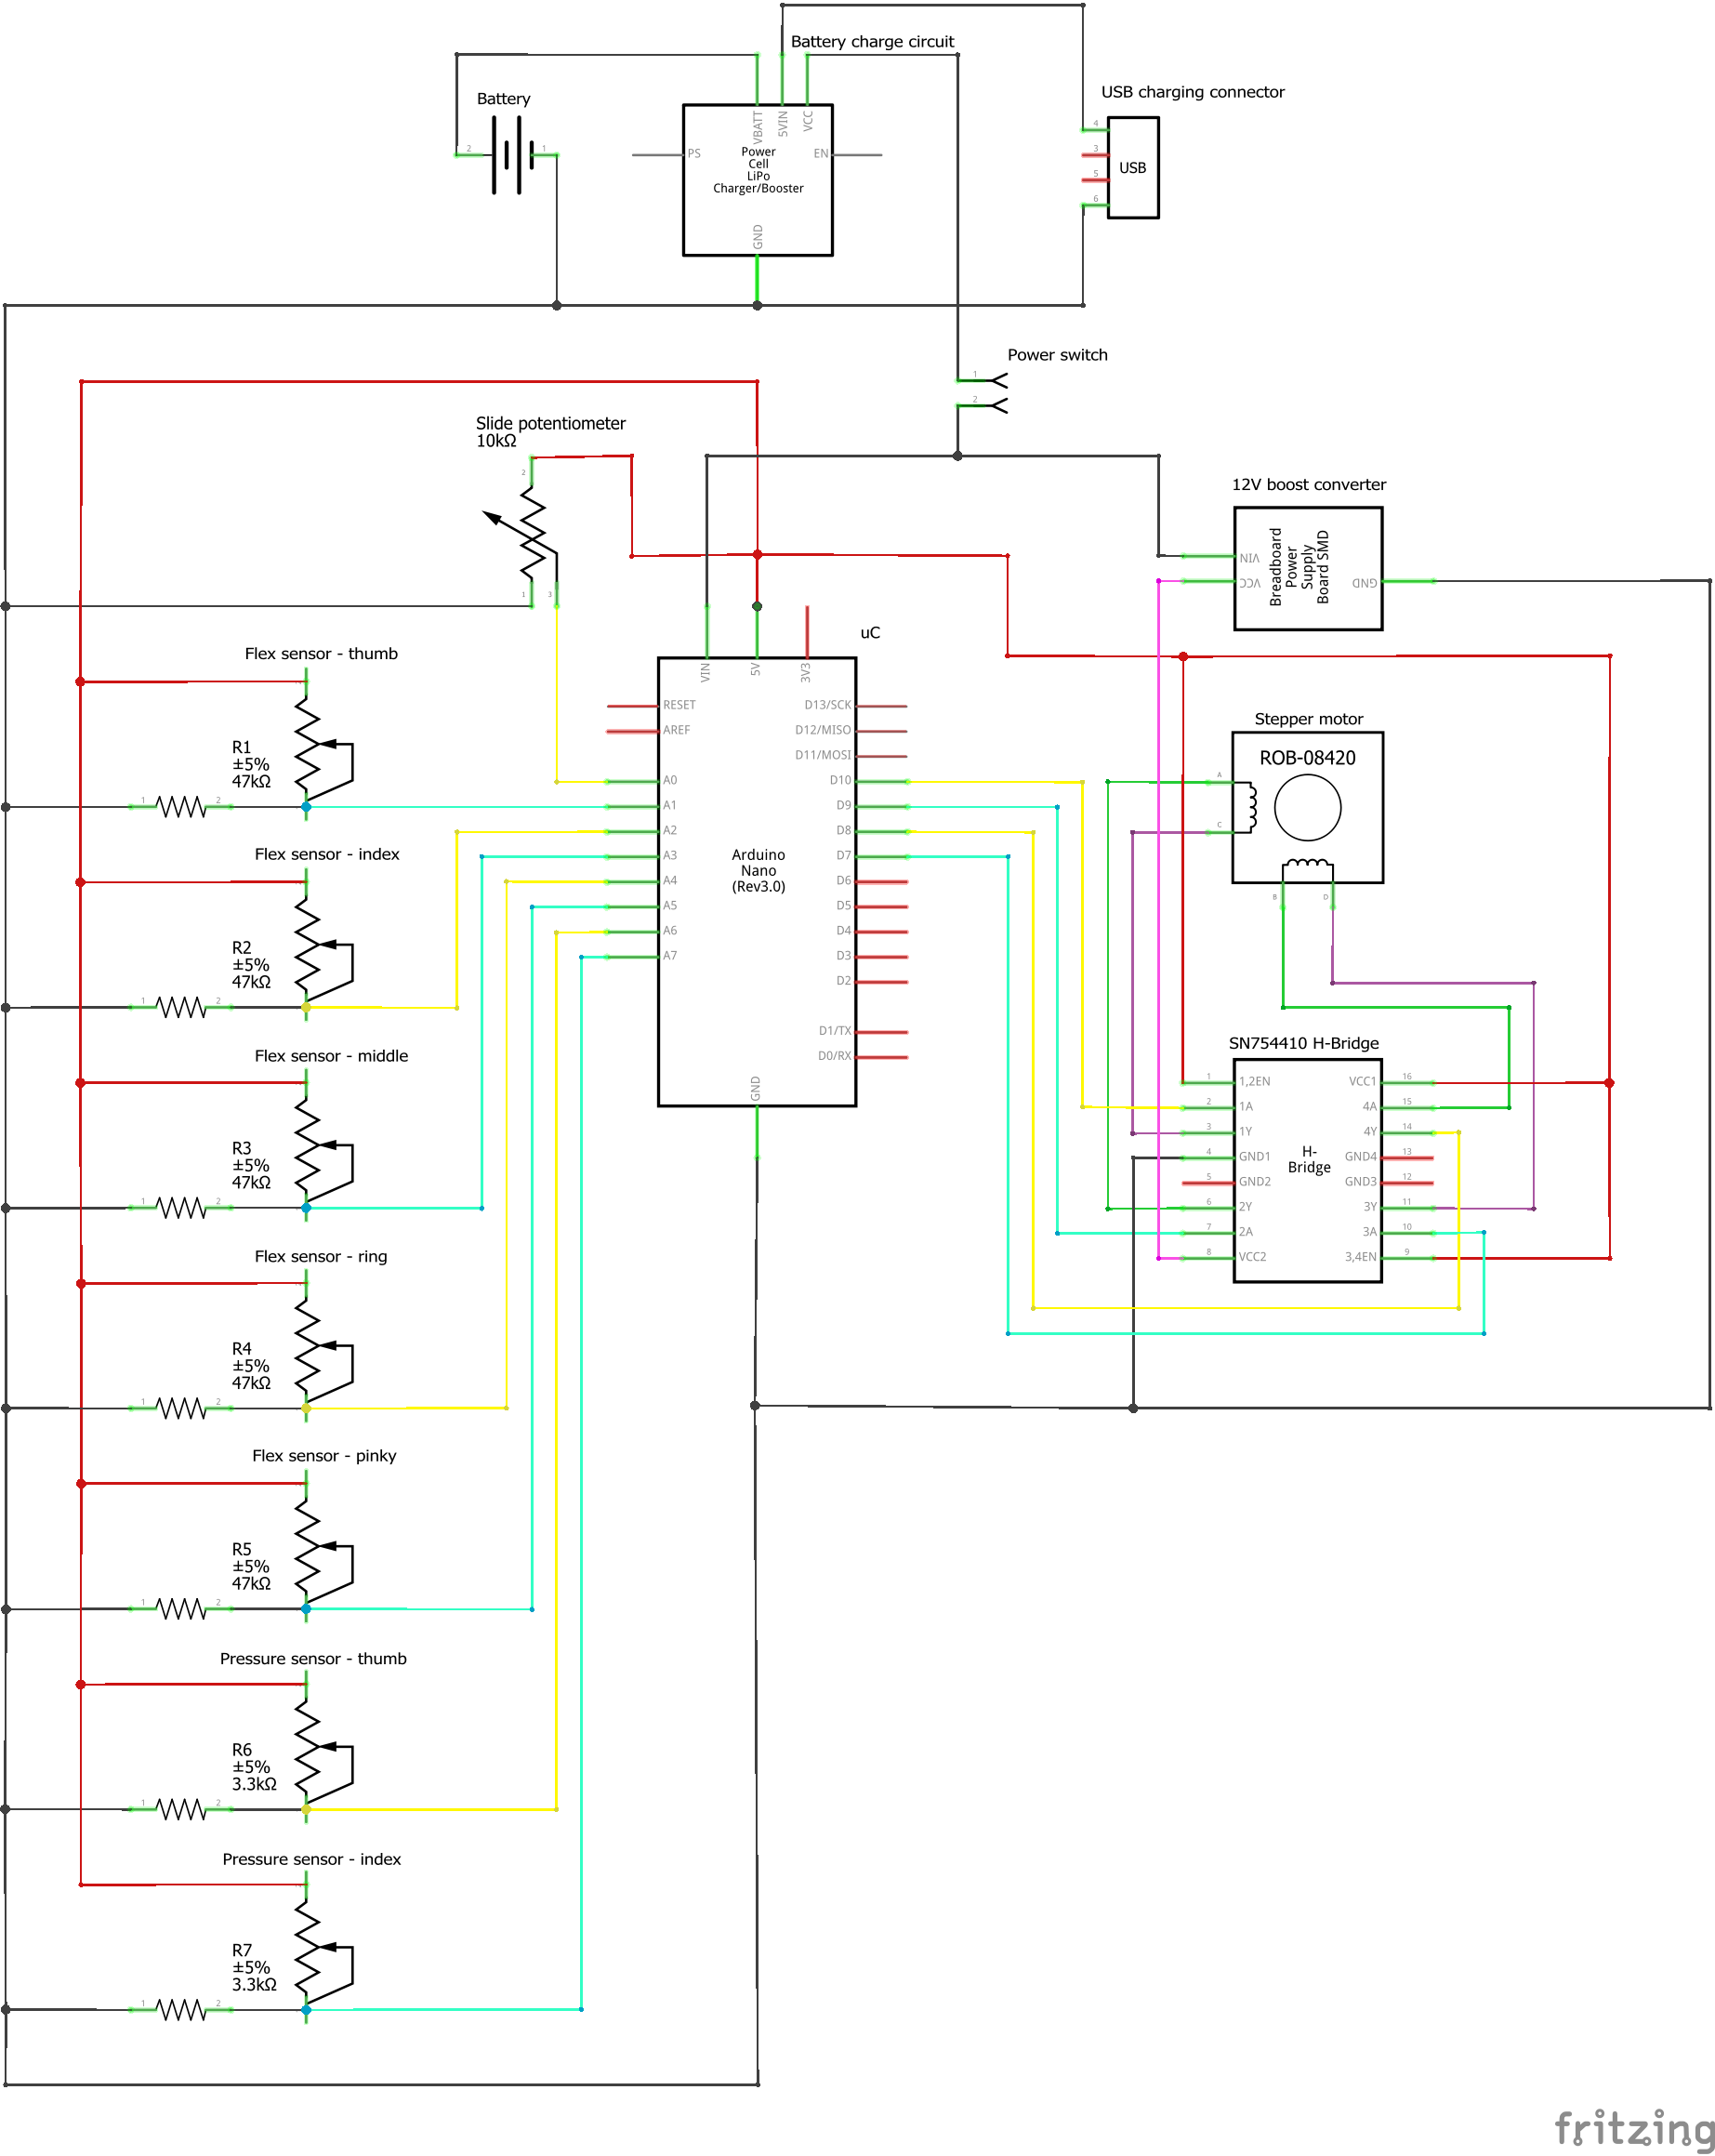 Battery charge circuit
Battery
USB charging connector
VBATT
5VIN
VCC
4
3
5
6
USB
2
1
PS
EN
Power
Cell
LiPo
Charger/Booster
GND
Power switch
1
2
Slide potentiometer
10kΩ
2
1
3
12V boost converter
VIN
VCC
Breadboard
Power
Supply
Board SMD
GND
uC
VIN
5V
3V3
RESET
AREF
A0
A1
A2
A3
A4
A5
A6
A7
Arduino
Nano
(Rev3.0)
D13/SCK
D12/MISO
D11/MOSI
D10
D9
D8
D7
D6
D5
D4
D3
D2
D1/TX
D0/RX
GND
Flex sensor - thumb
R1
±5%
47kΩ
1
2
Flex sensor - index
R2
±5%
47kΩ
1
2
Flex sensor - middle
R3
±5%
47kΩ
1
2
Flex sensor - ring
R4
±5%
47kΩ
1
2
Flex sensor - pinky
R5
±5%
47kΩ
1
2
Pressure sensor - thumb
R6
±5%
3.3kΩ
1
2
Pressure sensor - index
R7
±5%
3.3kΩ
1
2
Stepper motor
ROB-08420
A
C
B
D
SN754410 H-Bridge
1 1,2EN
2 1A
3 1Y
4 GND1
5 GND2
6 2Y
7 2A
8 VCC2
H-
Bridge
VCC1 16
4A 15
4Y 14
GND4 13
GND3 12
3Y 11
3A 10
3,4EN 9
fritzing